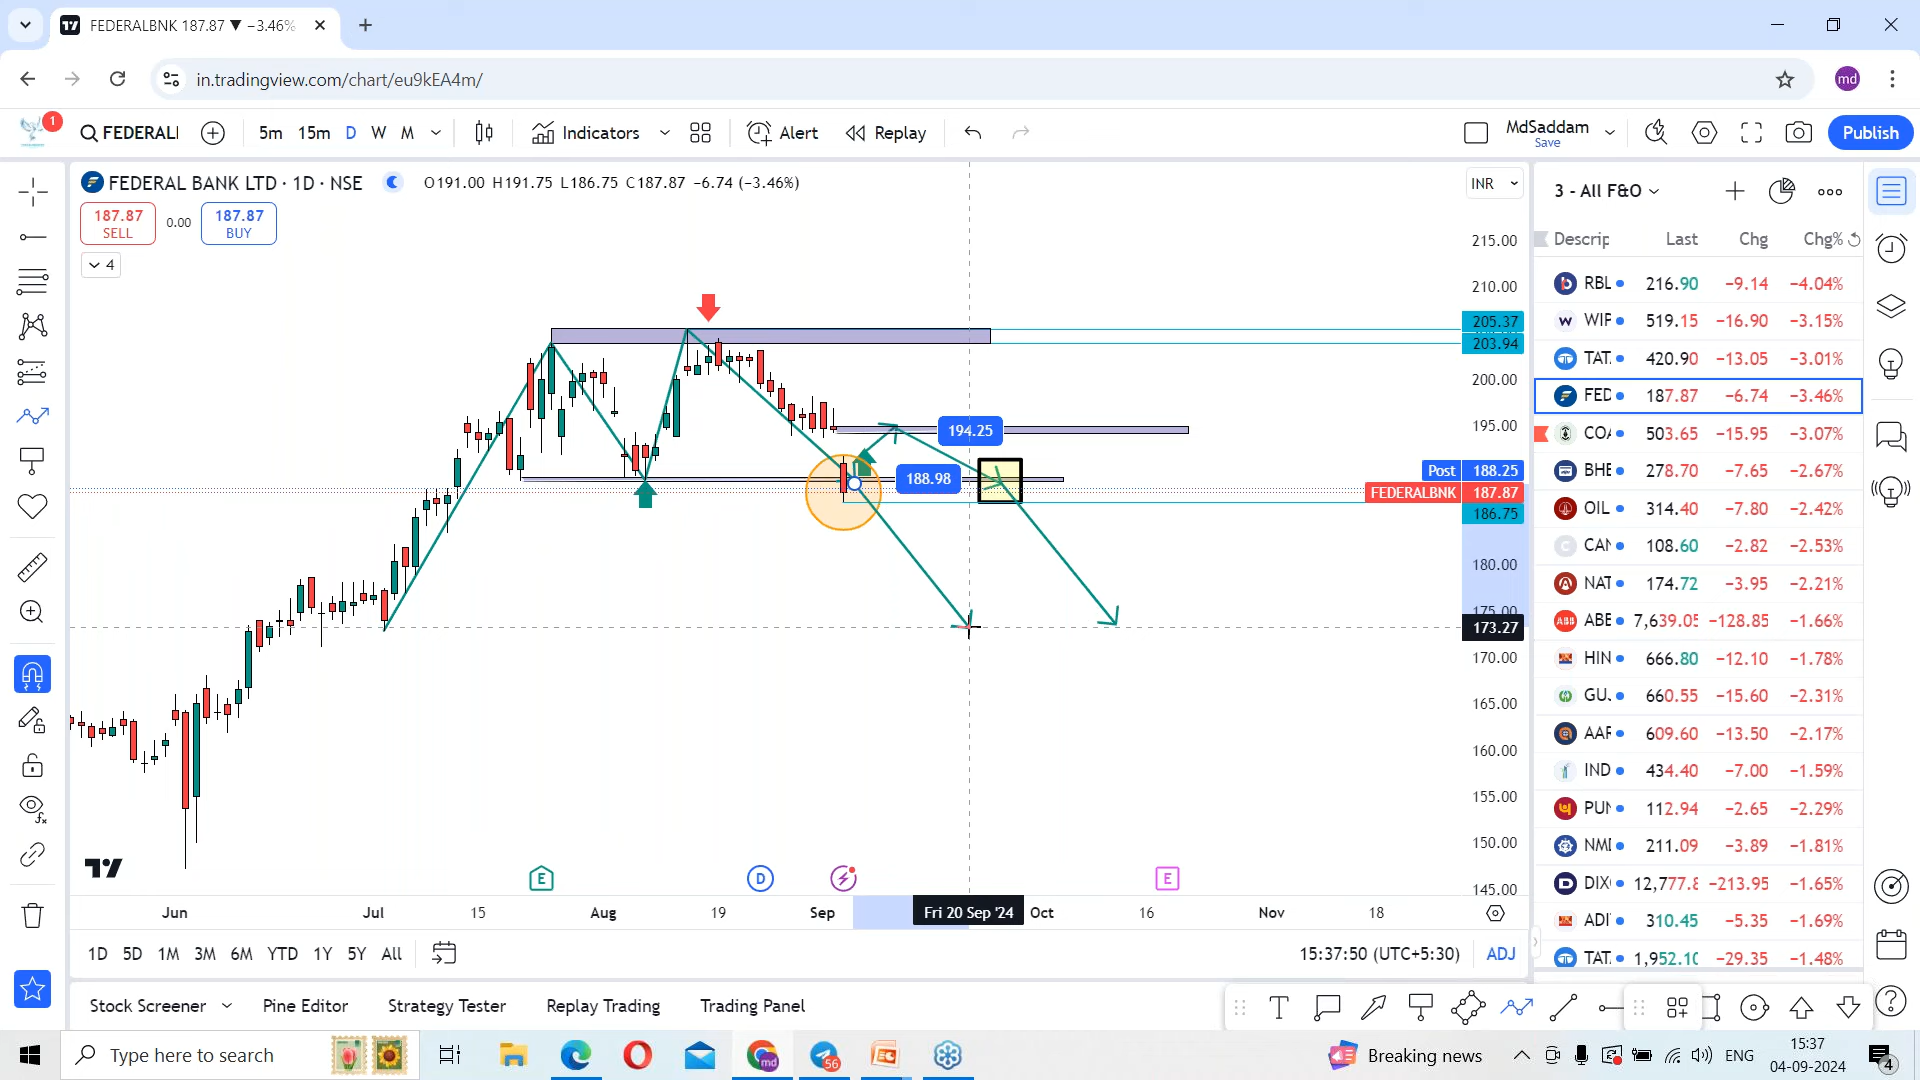 FEDERALBNK 187.87 ▼ −3.46%
in.tradingview.com/chart/eu9kEA4m/
md
1
FEDERALI
5m 15m D W M
Indicators
Alert
Replay
MdSaddam
Save
Publish
FEDERAL BANK LTD · 1D · NSE
O191.00 H191.75 L186.75 C187.87 −6.74 (−3.46%)
187.87
SELL
0.00
187.87
BUY
4
INR
215.00
210.00
205.37
203.94
200.00
195.00
194.25
188.98
Post 188.25
FEDERALBNK 187.87
186.75
180.00
175.00
173.27
170.00
165.00
160.00
155.00
150.00
145.00
E D E
Jun Jul 15 Aug 19 Sep Fri 20 Sep '24 Oct 16 Nov 18
1D 5D 1M 3M 6M YTD 1Y 5Y All
15:37:50 (UTC+5:30) ADJ
Stock Screener Pine Editor Strategy Tester Replay Trading Trading Panel
3 - All F&O
Descrip Last Chg Chg%
RBL 216.90 −9.14 −4.04%
WIP 519.15 −16.90 −3.15%
TAT. 420.90 −13.05 −3.01%
FED 187.87 −6.74 −3.46%
COA 503.65 −15.95 −3.07%
BHE 278.70 −7.65 −2.67%
OIL 314.40 −7.80 −2.42%
CAN 108.60 −2.82 −2.53%
NAT 174.72 −3.95 −2.21%
ABB
ABE 7,639.05 −128.85 −1.66%
HIN 666.80 −12.10 −1.78%
GU. 660.55 −15.60 −2.31%
AAF 609.60 −13.50 −2.17%
IND 434.40 −7.00 −1.59%
PUN 112.94 −2.65 −2.29%
NMI 211.09 −3.89 −1.81%
DIX 12,777.8 −213.95 −1.65%
ADI 310.45 −5.35 −1.69%
TAT. 1,952.10 −29.35 −1.48%
Type here to search
md
56
Breaking news
ENG
15:37
04-09-2024
4